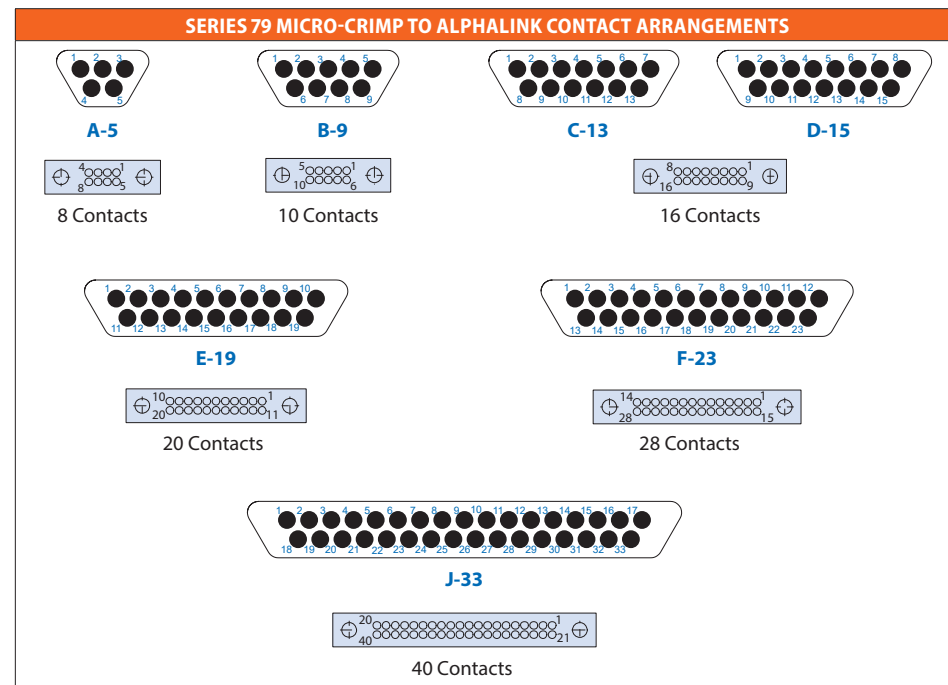 SERIES 79 MICRO-CRIMP TO ALPHALINK CONTACT ARRANGEMENTS
1 2 3
4 5
A-5
1 2 3 4 5
6 7 8 9
B-9
1 2 3 4 5 6 7
8 9 10 11 12 13
C-13
1 2 3 4 5 6 7 8
9 10 11 12 13 14 15
D-15
4 1
8 5
8 Contacts
5 1
10 6
10 Contacts
8 1
16 9
16 Contacts
1 2 3 4 5 6 7 8 9 10
11 12 13 14 15 16 17 18 19
E-19
1 2 3 4 5 6 7 8 9 10 11 12
13 14 15 16 17 18 19 20 21 22 23
F-23
10 1
20 11
20 Contacts
14 1
28 15
28 Contacts
1 2 3 4 5 6 7 8 9 10 11 12 13 14 15 16 17
18 19 20 21 22 23 24 25 26 27 28 29 30 31 32 33
J-33
20 1
40 21
40 Contacts